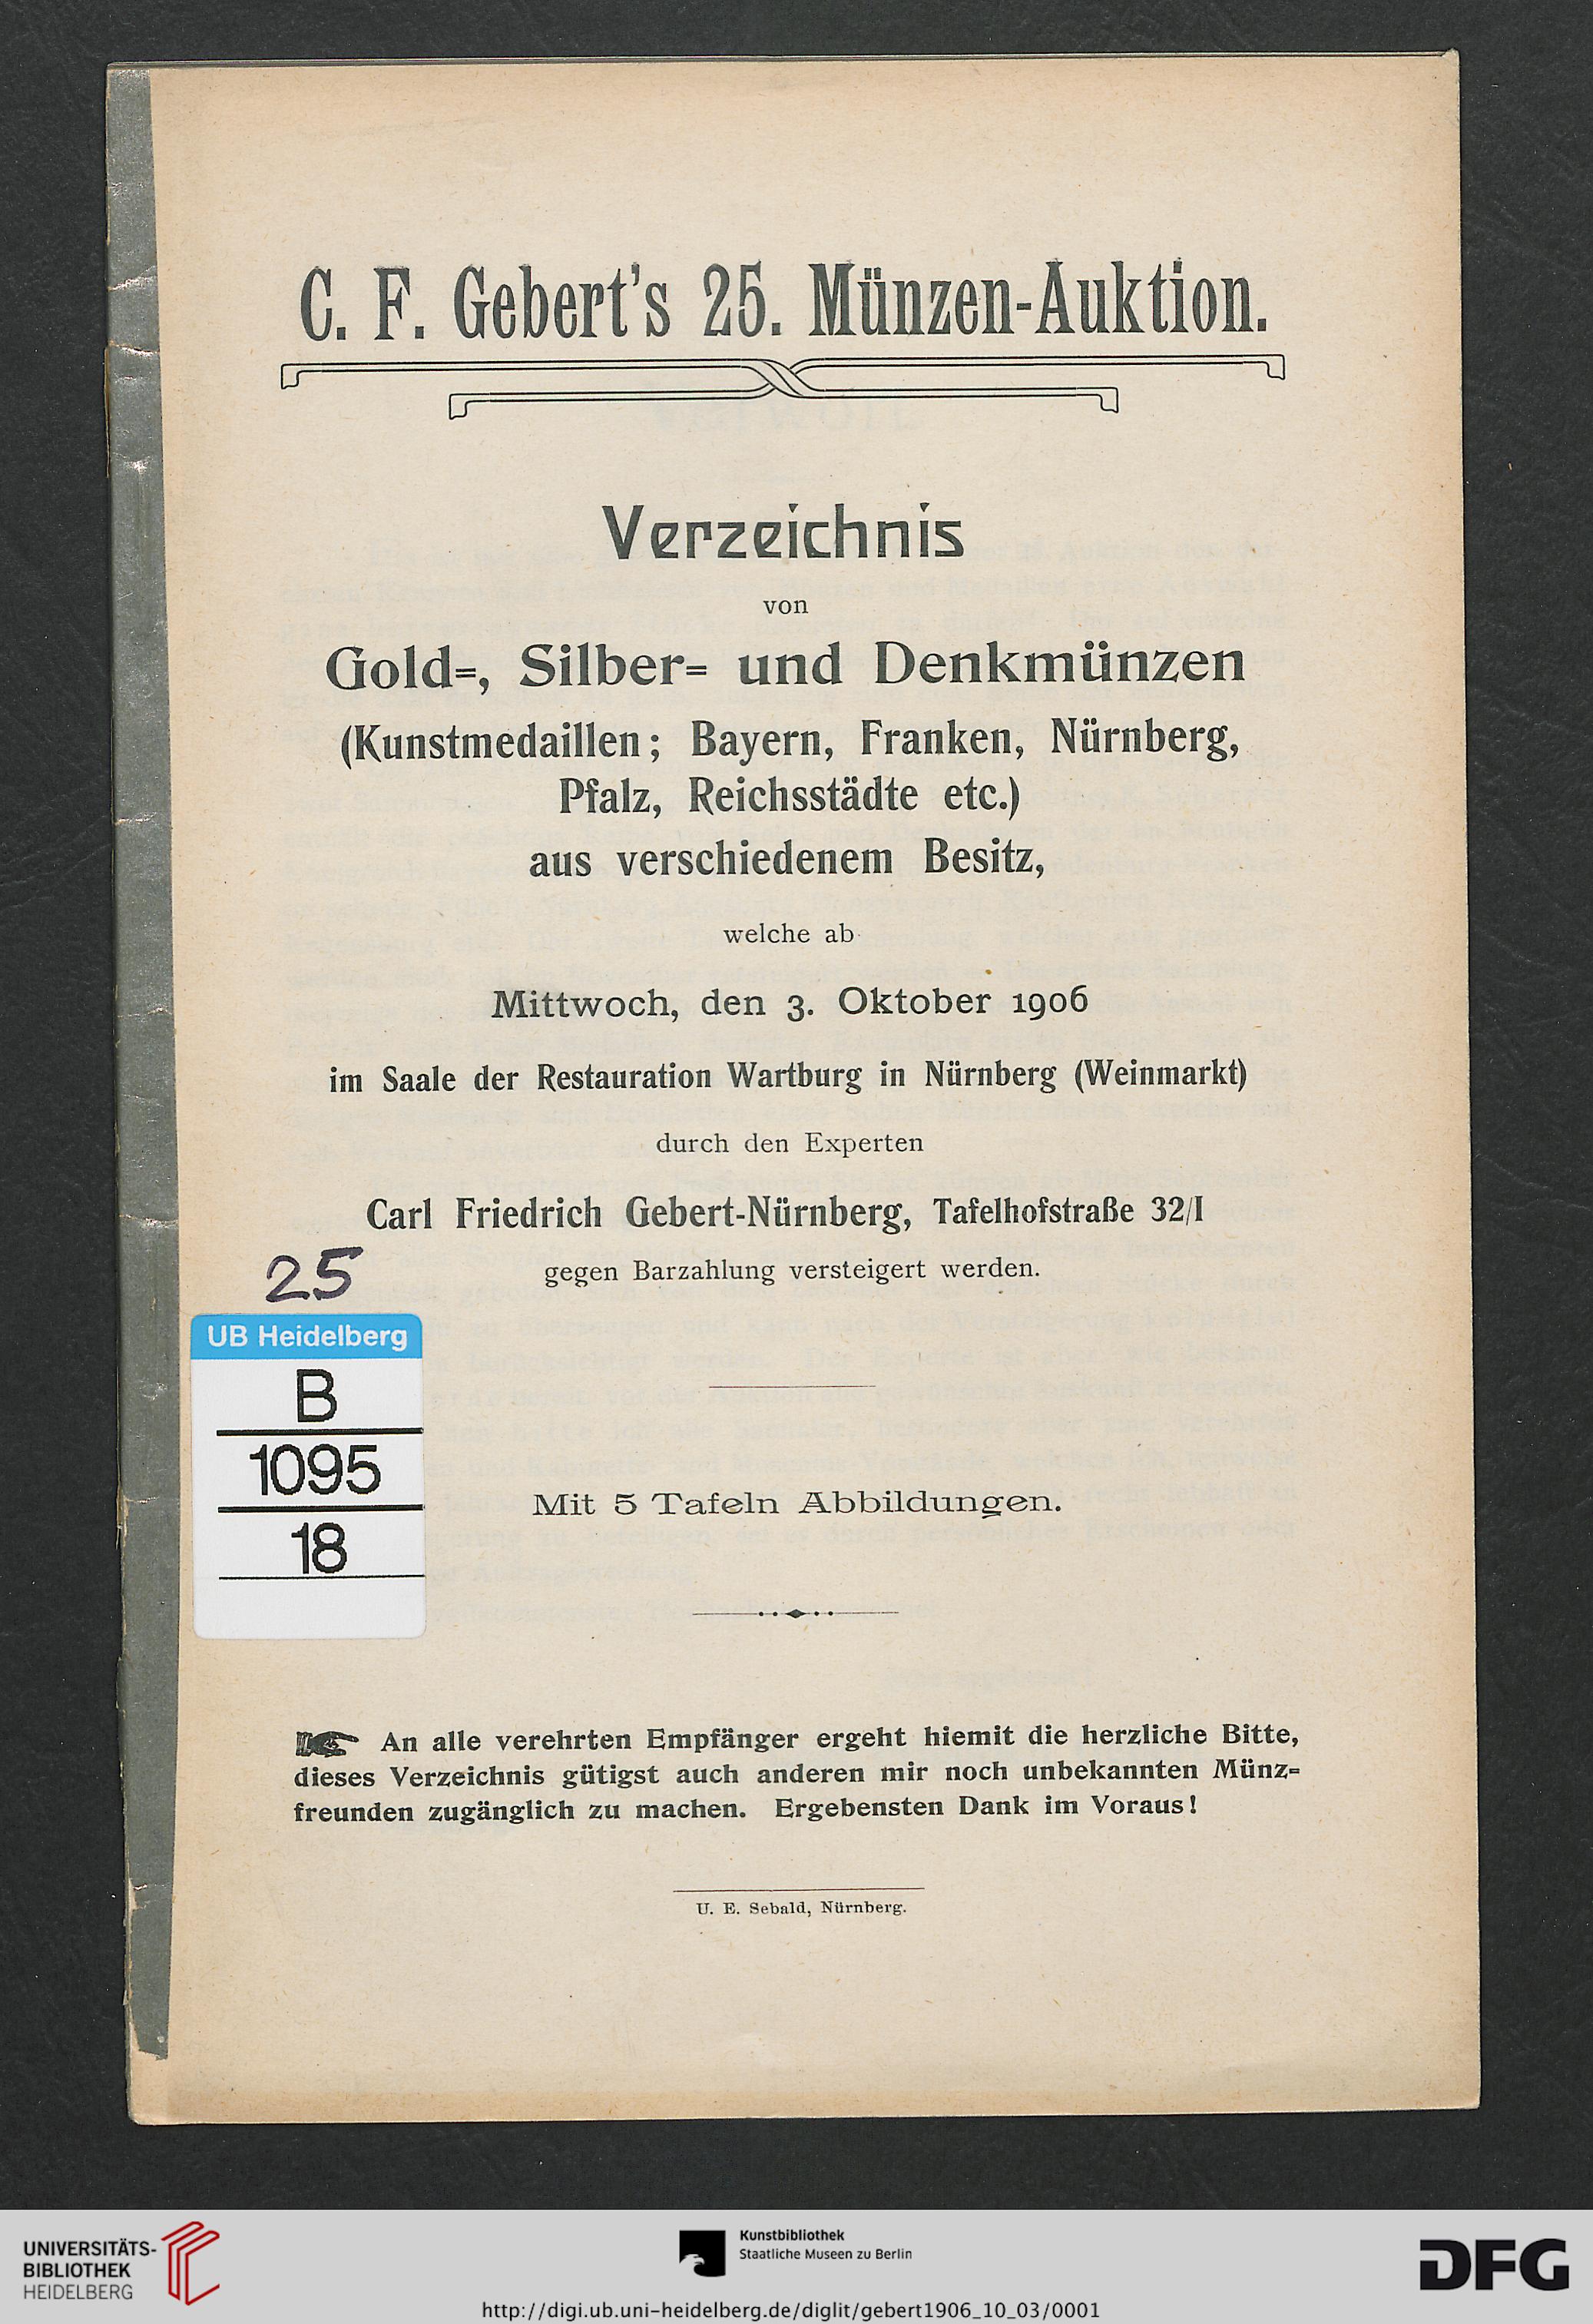 C. F. Gebert's 25. Münzen-Auktion.
Verzeichnis
von
Gold-, Silber- und Denkmünzen
(Kunstmedaillen; Bayern, Franken, Nürnberg,
Pfalz, Reichsstädte etc.)
aus verschiedenem Besitz,
welche ab
Mittwoch, den 3. Oktober 1906
im Saale der Restauration Wartburg in Nürnberg (Weinmarkt)
durch den Experten
Carl Friedrich Gebert-Nürnberg, Tafelhofstraße 32/I
gegen Barzahlung versteigert werden.
25
UB Heidelberg
B
1095
18
Mit 5 Tafeln Abbildungen.
An alle verehrten Empfänger ergeht hiemit die herzliche Bitte,
dieses Verzeichnis gütigst auch anderen mir noch unbekannten Münz-
freunden zugänglich zu machen. Ergebensten Dank im Voraus!
U. E. Sebald, Nürnberg.
UNIVERSITÄTS-
BIBLIOTHEK
HEIDELBERG
Kunstbibliothek
Staatliche Museen zu Berlin
DFG
http://digi.ub.uni-heidelberg.de/diglit/gebert1906_10_03/0001